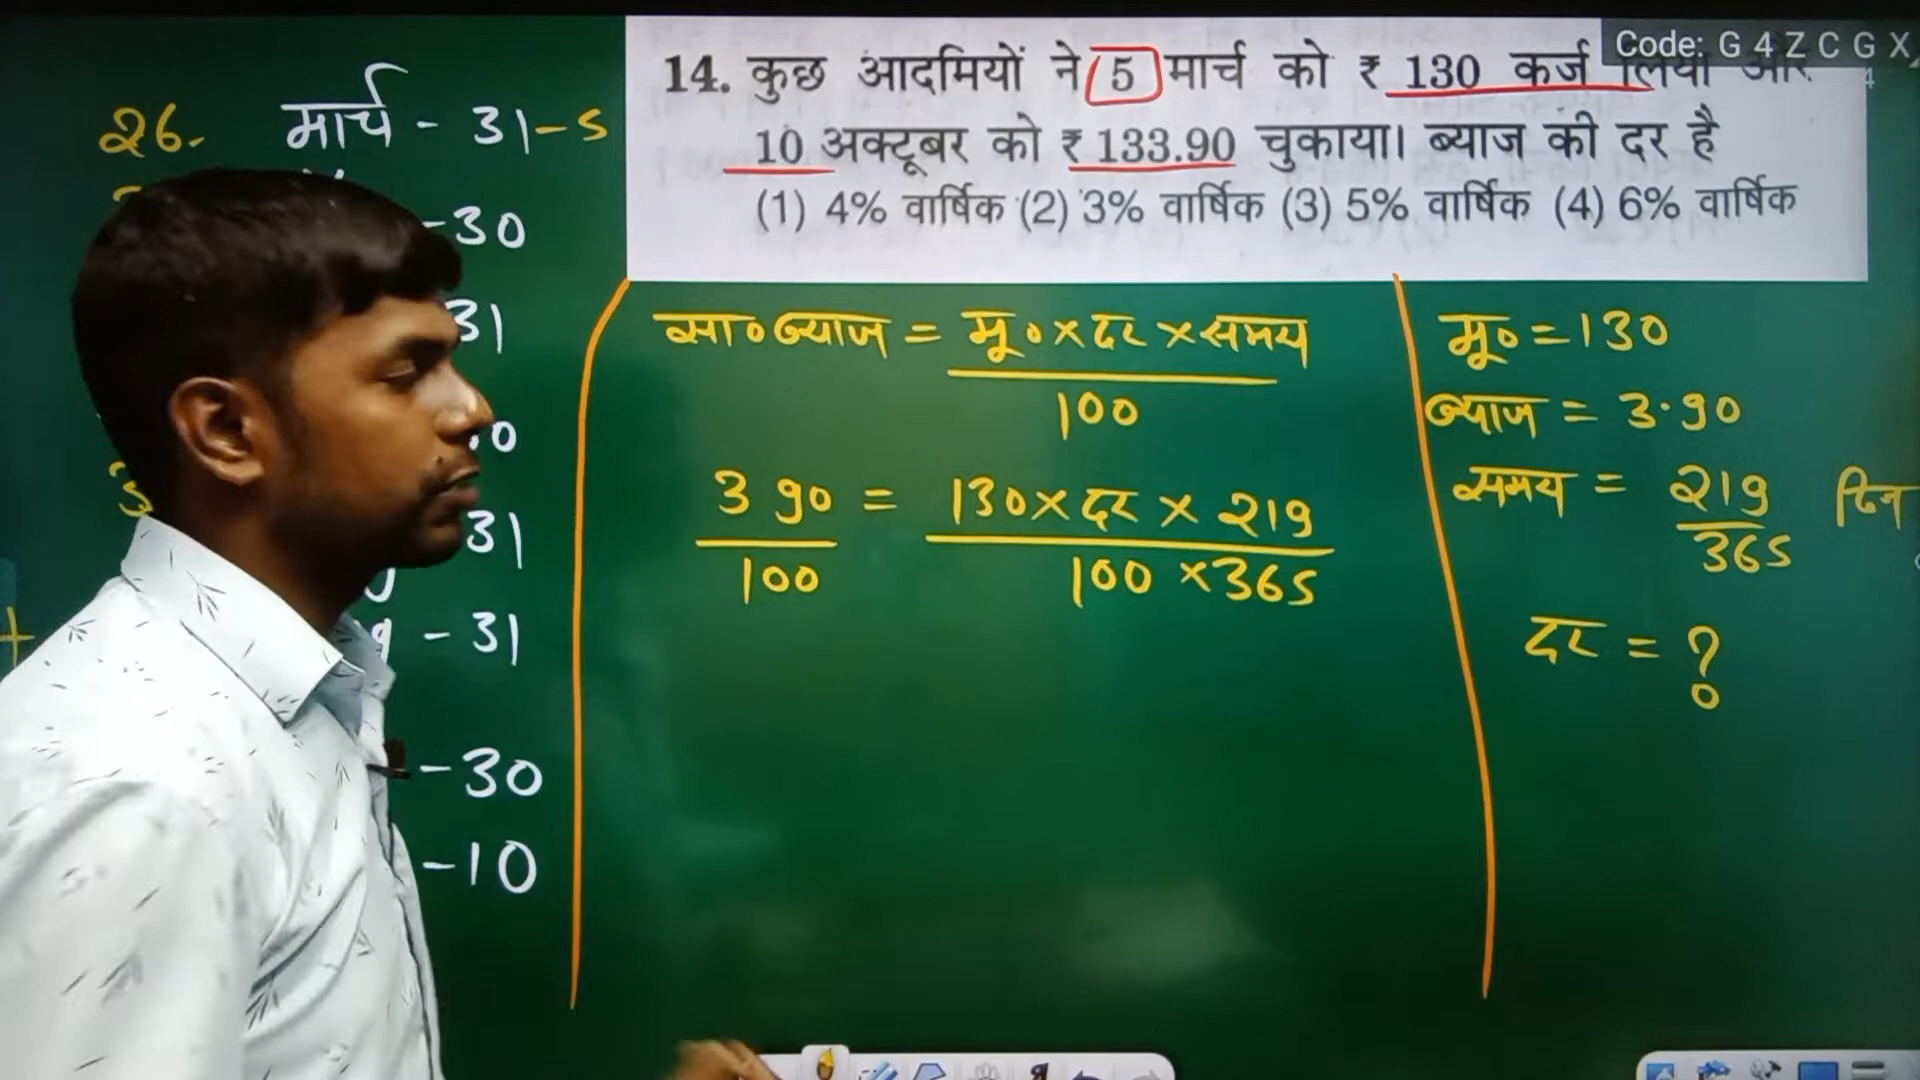 Code: G 4 Z C G X
14. कुछ आदमियों ने 5 मार्च को ₹ 130 कर्ज लिया और
10 अक्टूबर को ₹ 133.90 चुकाया। ब्याज की दर है
(1) 4% वार्षिक (2) 3% वार्षिक (3) 5% वार्षिक (4) 6% वार्षिक
26- मार्च - 31-5
-30
31
31
- 31
-30
-10
सा० ब्याज = मू० × दर × समय
100
3 90 = 130 × दर × 219
100 100 × 365
मू० = 130
ब्याज = 3.90
समय = 219 दिन
365
दर = ?